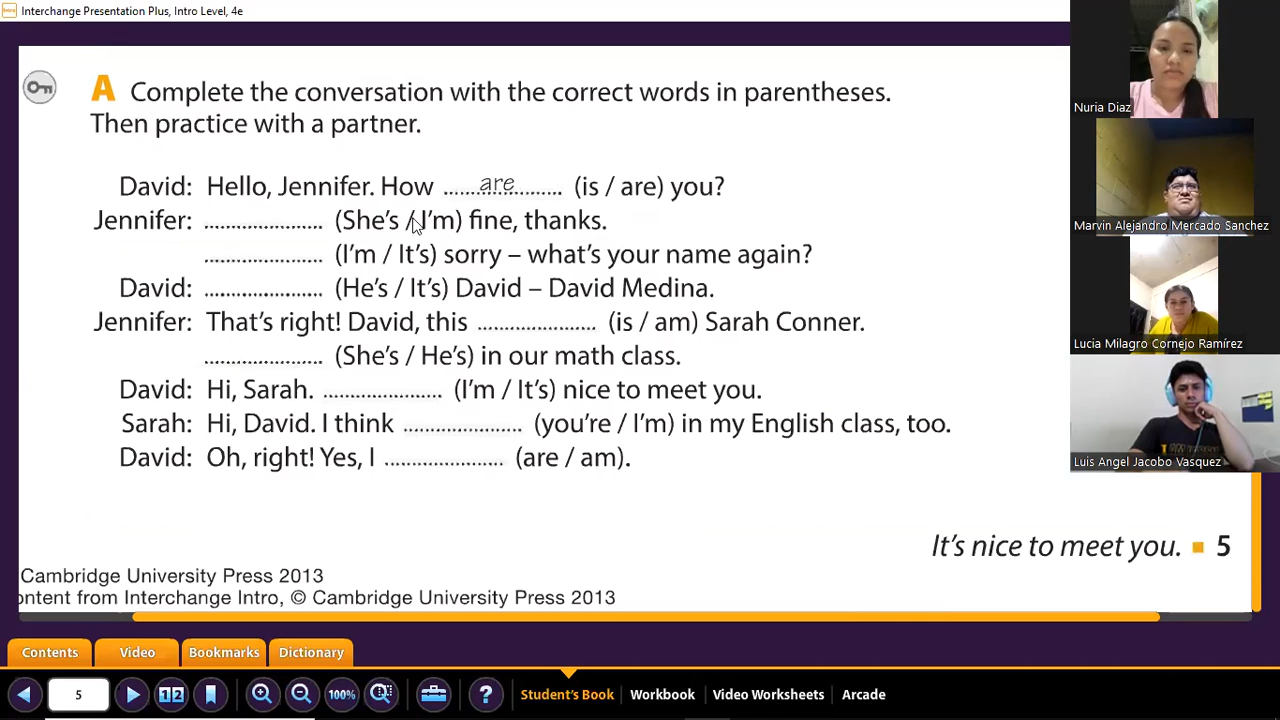 Interchange Presentation Plus, Intro Level, 4e
A Complete the conversation with the correct words in parentheses.
Then practice with a partner.
David: Hello, Jennifer. How ......are...... (is / are) you?
Jennifer: ...................... (She's / I'm) fine, thanks.
...................... (I'm / It's) sorry – what's your name again?
David: ...................... (He's / It's) David – David Medina.
Jennifer: That's right! David, this ...................... (is / am) Sarah Conner.
...................... (She's / He's) in our math class.
David: Hi, Sarah. ...................... (I'm / It's) nice to meet you.
Sarah: Hi, David. I think ...................... (you're / I'm) in my English class, too.
David: Oh, right! Yes, I ...................... (are / am).
It's nice to meet you. ■ 5
Cambridge University Press 2013
ontent from Interchange Intro, © Cambridge University Press 2013
Nuria Diaz
Marvin Alejandro Mercado Sanchez
Lucia Milagro Cornejo Ramírez
Luis Angel Jacobo Vasquez
Contents Video Bookmarks Dictionary
5 1 2 100% ? Student's Book Workbook Video Worksheets Arcade